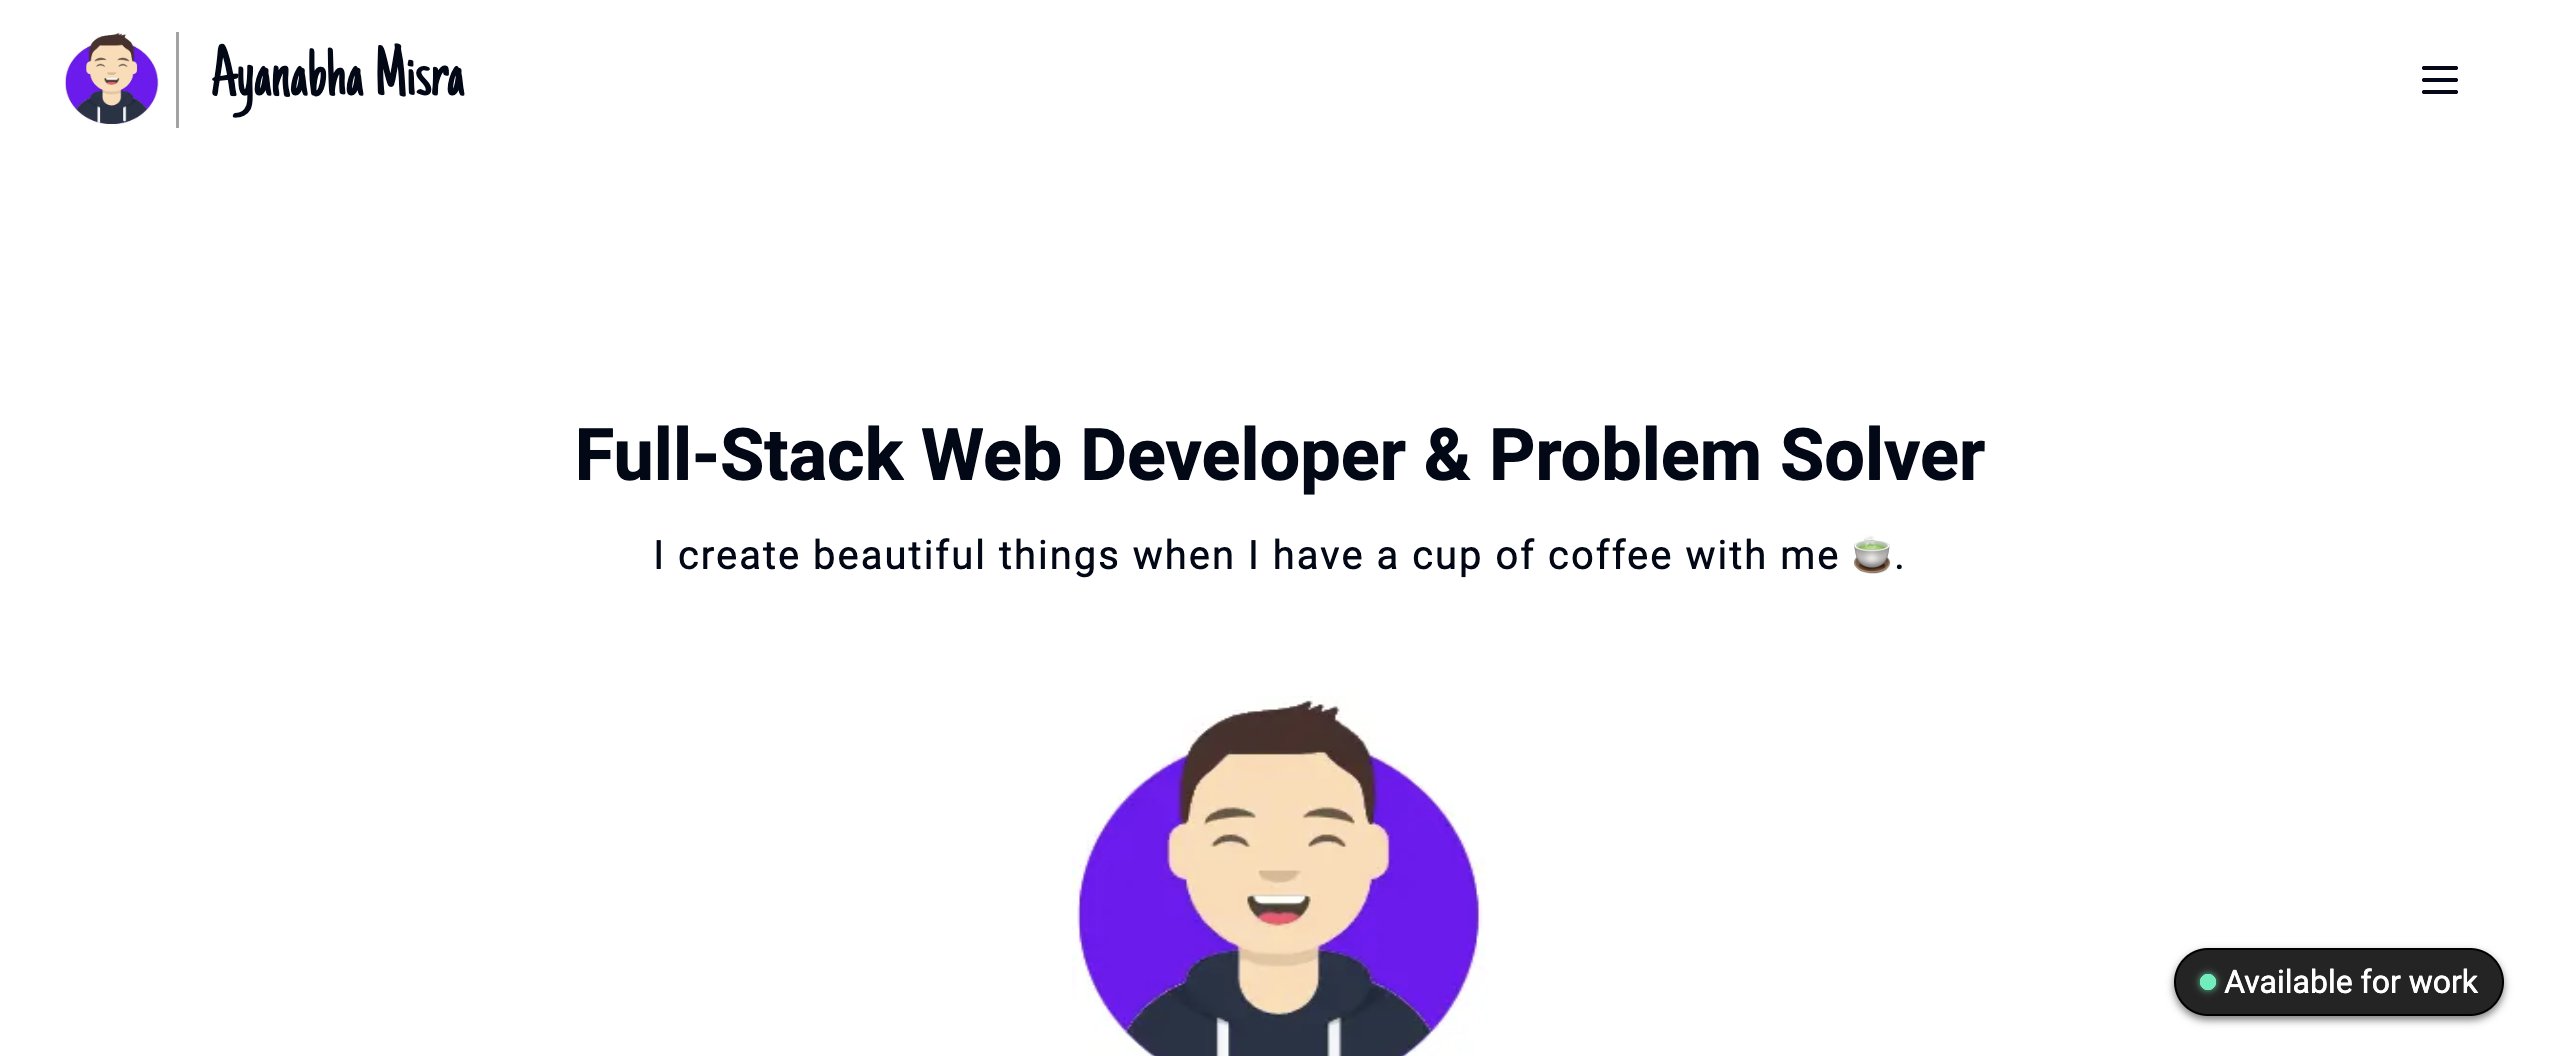 Ayanabha Misra
Full-Stack Web Developer & Problem Solver
I create beautiful things when I have a cup of coffee with me 🍵.
Available for work